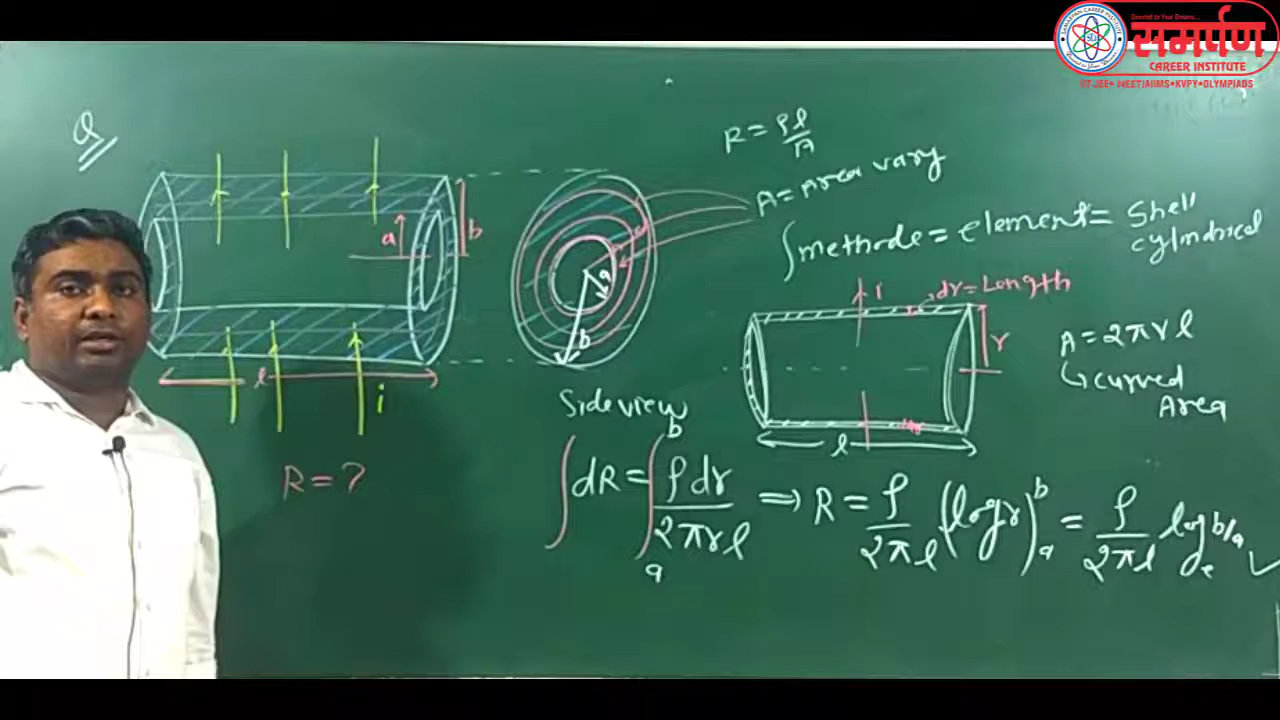 समर्पण
CAREER INSTITUTE
IIT-JEE• NEET|AIIMS•KVPY•OLYMPIADS
Q
R = ρl/A
A = Area vary
∫ methode = element = Shell
cylindrical
a
b
l
i
R = ?
a
b
Side view
i
dr = Length
r
l
A = 2πrl
↳ curved
Area
∫dR = ∫ₐᵇ ρdr/2πrl ⇒ R = ρ/2πl (log r)ₐᵇ = ρ/2πl logₑ b/a ✓